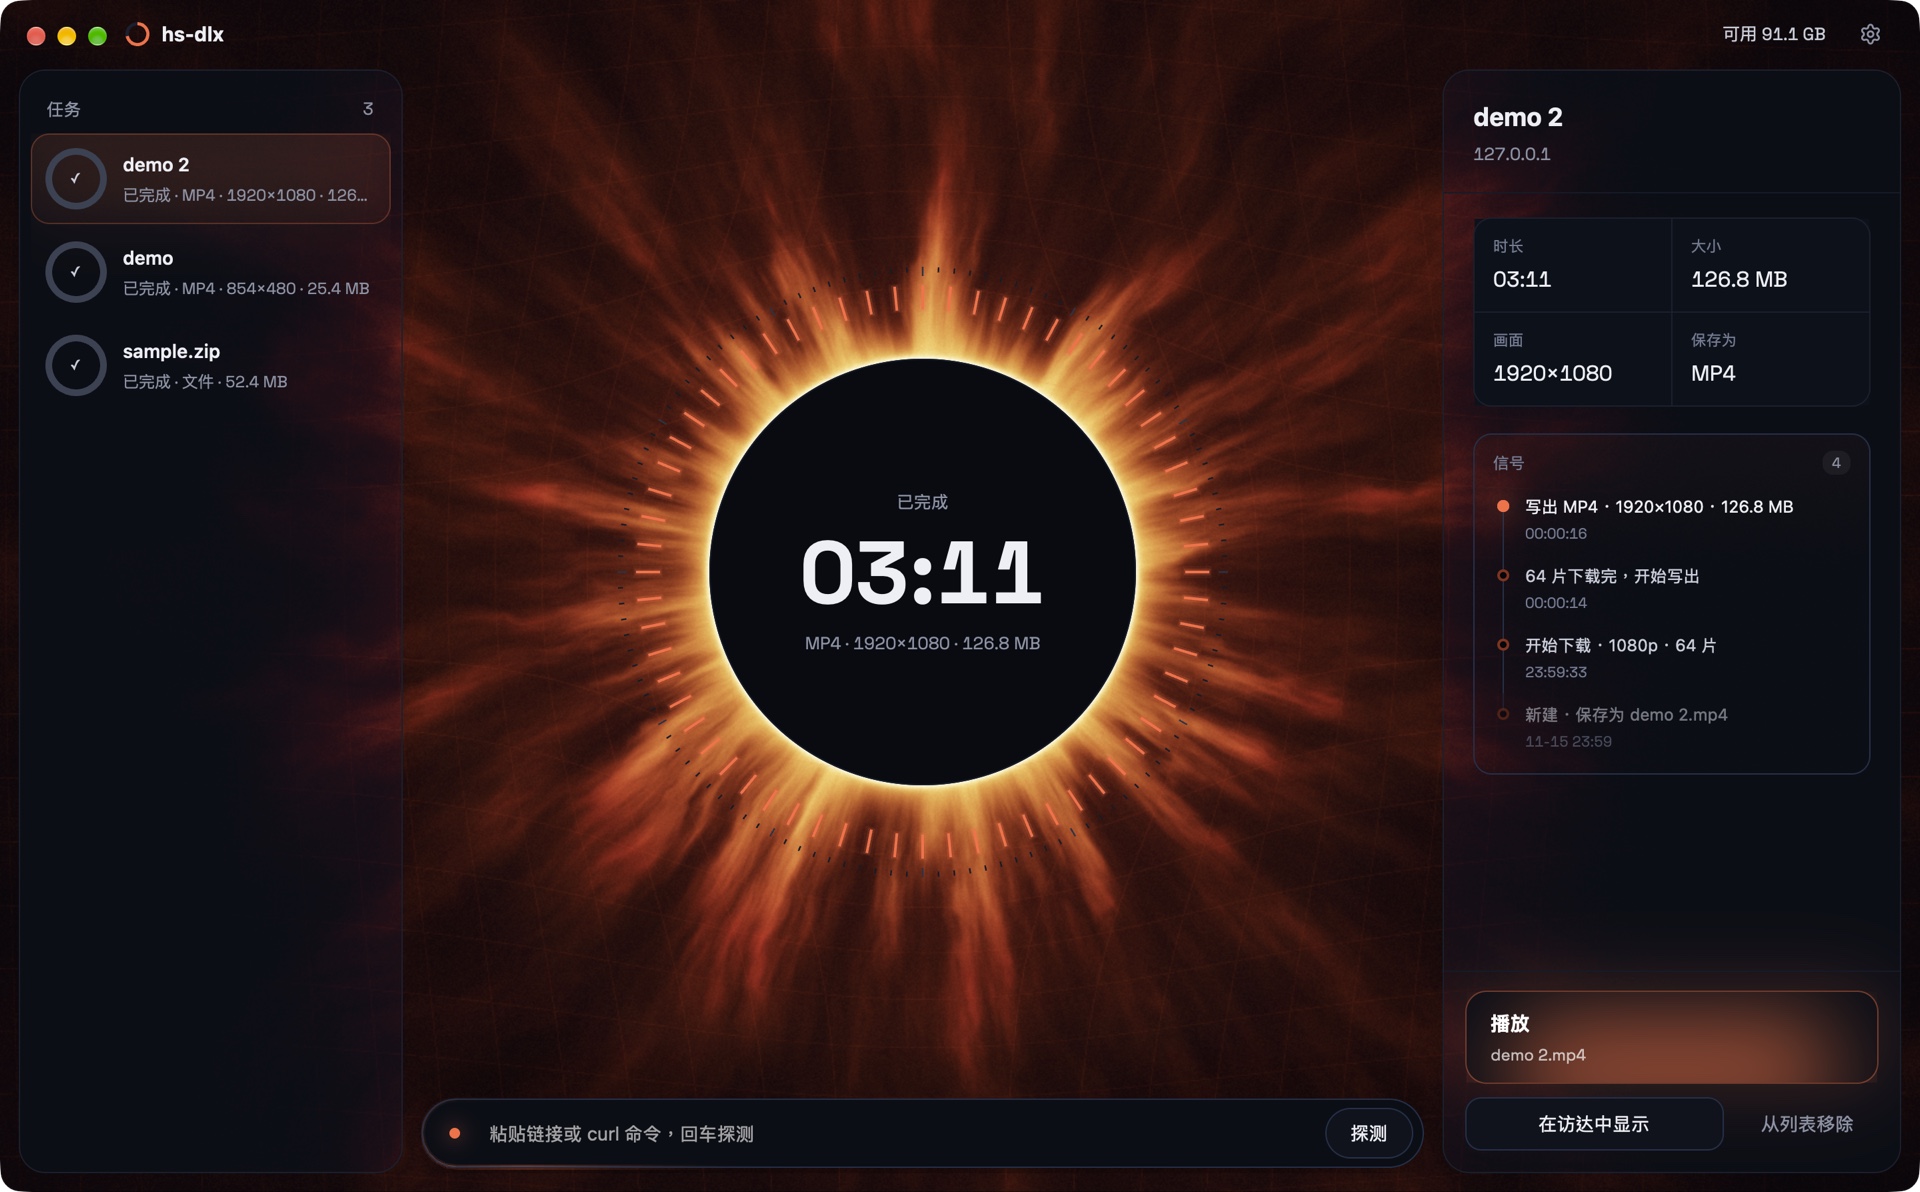 hs-dlx
可用 91.1 GB
任务 3
demo 2
已完成 · MP4 · 1920×1080 · 126...
demo
已完成 · MP4 · 854×480 · 25.4 MB
sample.zip
已完成 · 文件 · 52.4 MB
已完成
03:11
MP4 · 1920×1080 · 126.8 MB
粘贴链接或 curl 命令，回车探测
探测
demo 2
127.0.0.1
时长
03:11
大小
126.8 MB
画面
1920×1080
保存为
MP4
信号 4
写出 MP4 · 1920×1080 · 126.8 MB
00:00:16
64 片下载完，开始写出
00:00:14
开始下载 · 1080p · 64 片
23:59:33
新建 · 保存为 demo 2.mp4
11-15 23:59
播放
demo 2.mp4
在访达中显示
从列表移除